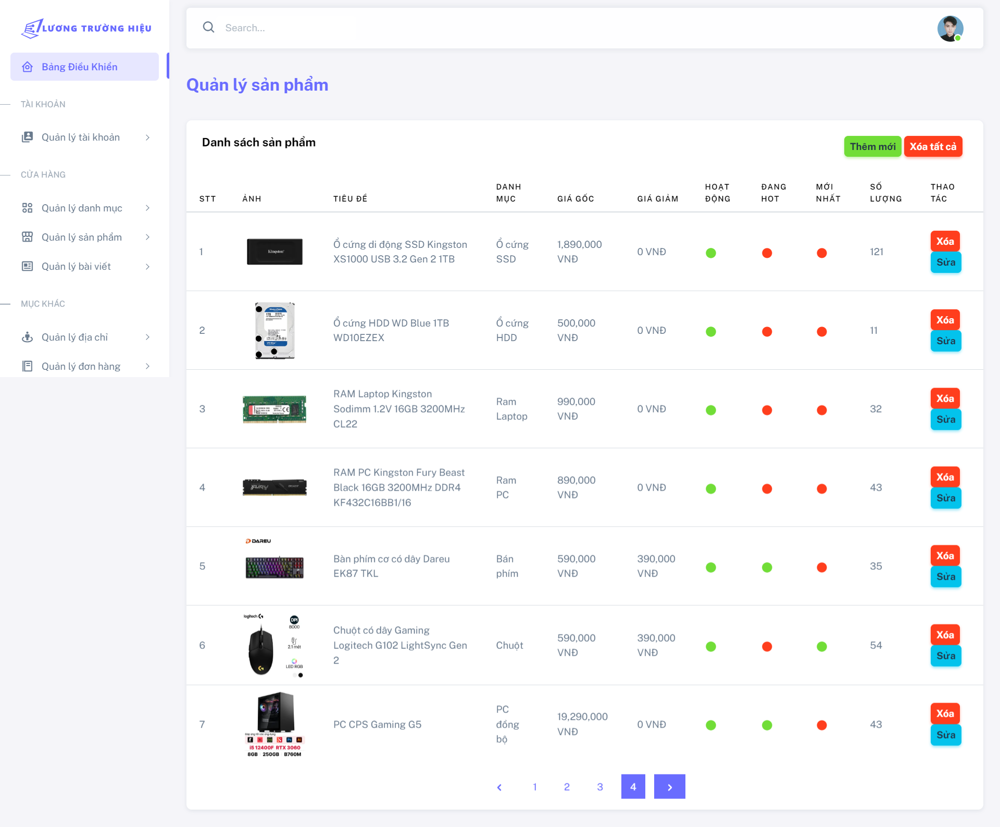 LƯƠNG TRƯỜNG HIỆU
Search...
Bảng Điều Khiển
TÀI KHOẢN
Quản lý tài khoản
CỬA HÀNG
Quản lý danh mục
Quản lý sản phẩm
Quản lý bài viết
MỤC KHÁC
Quản lý địa chỉ
Quản lý đơn hàng
Quản lý sản phẩm
Danh sách sản phẩm
Thêm mới
Xóa tất cả
STT ẢNH TIÊU ĐỀ DANH MỤC GIÁ GỐC GIÁ GIẢM HOẠT ĐỘNG ĐANG HOT MỚI NHẤT SỐ LƯỢNG THAO TÁC
1
Kingston
Ổ cứng di động SSD Kingston
XS1000 USB 3.2 Gen 2 1TB
Ổ cứng
SSD
1,890,000
VNĐ
0 VNĐ
121
Xóa
Sửa
2
1TB
Ổ cứng HDD WD Blue 1TB
WD10EZEX
Ổ cứng
HDD
500,000
VNĐ
0 VNĐ
11
Xóa
Sửa
3
RAM Laptop Kingston
Sodimm 1.2V 16GB 3200MHz
CL22
Ram
Laptop
990,000
VNĐ
0 VNĐ
32
Xóa
Sửa
4
FURY BEAST
RAM PC Kingston Fury Beast
Black 16GB 3200MHz DDR4
KF432C16BB1/16
Ram
PC
890,000
VNĐ
0 VNĐ
43
Xóa
Sửa
5
DAREU
Bàn phím cơ có dây Dareu
EK87 TKL
Bán
phím
590,000
VNĐ
390,000
VNĐ
35
Xóa
Sửa
6
logitech G
DPI
8000
2.1 mét
LED RGB
Chuột có dây Gaming
Logitech G102 LightSync Gen
2
Chuột
590,000
VNĐ
390,000
VNĐ
54
Xóa
Sửa
7
Đáp ứng tốt các ứng dụng
i5 12400F RTX 3060
8GB 250GB B760M
PC CPS Gaming G5
PC
đồng
bộ
19,290,000
VNĐ
0 VNĐ
43
Xóa
Sửa
1 2 3 4